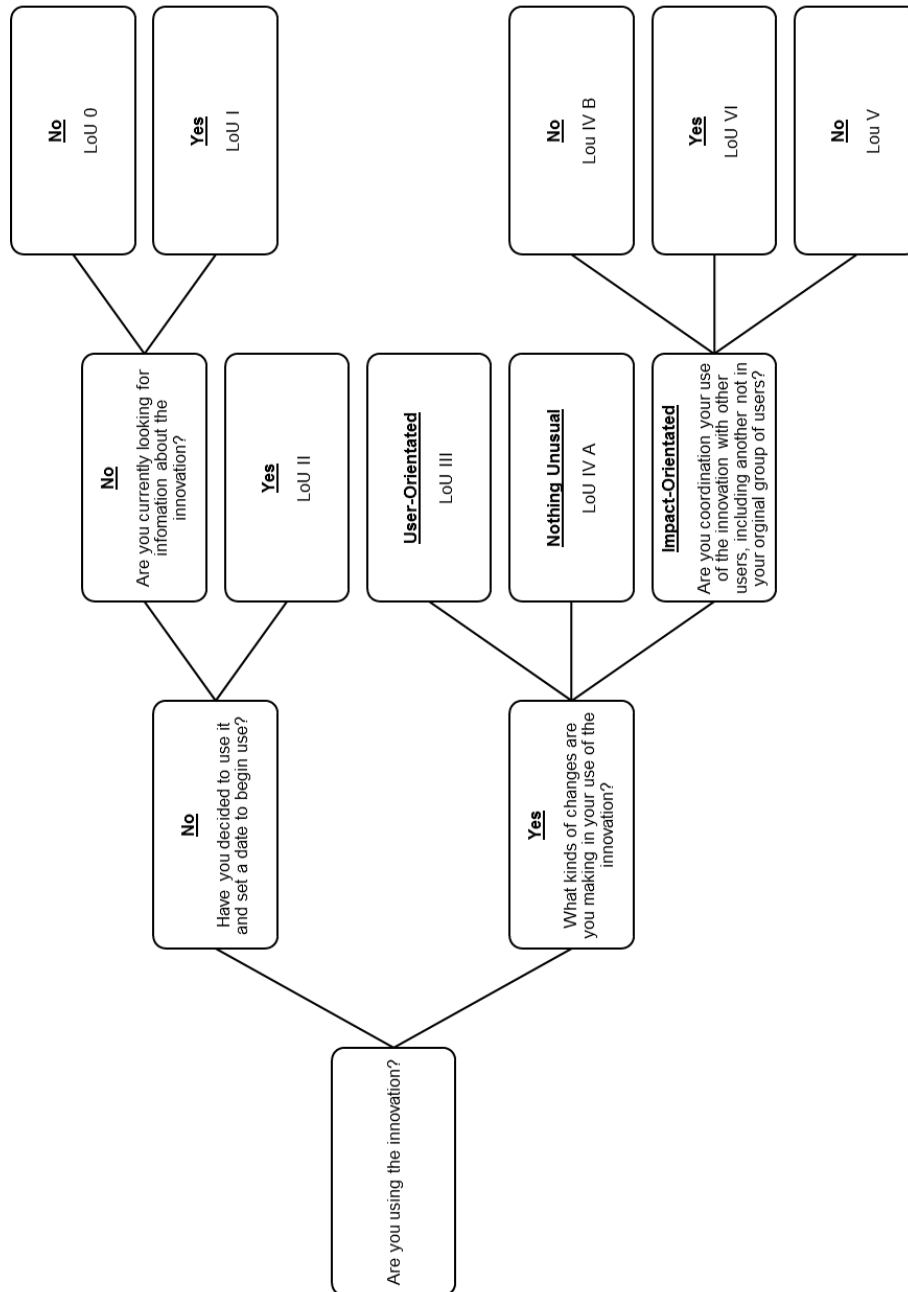 Are you using the innovation?
No
Have you decided to use it
and set a date to begin use?
Yes
What kinds of changes are
you making in your use of the
innovation?
No
Are you currently looking for
infomation about the
innovation?
Yes
LoU II
User-Orientated
LoU III
Nothing Unusual
LoU IV A
Impact-Orientated
Are you coordination your use
of the innovation with other
users, including another not in
your orginal group of users?
No
LoU 0
Yes
LoU I
No
Lou IV B
Yes
LoU VI
No
Lou V